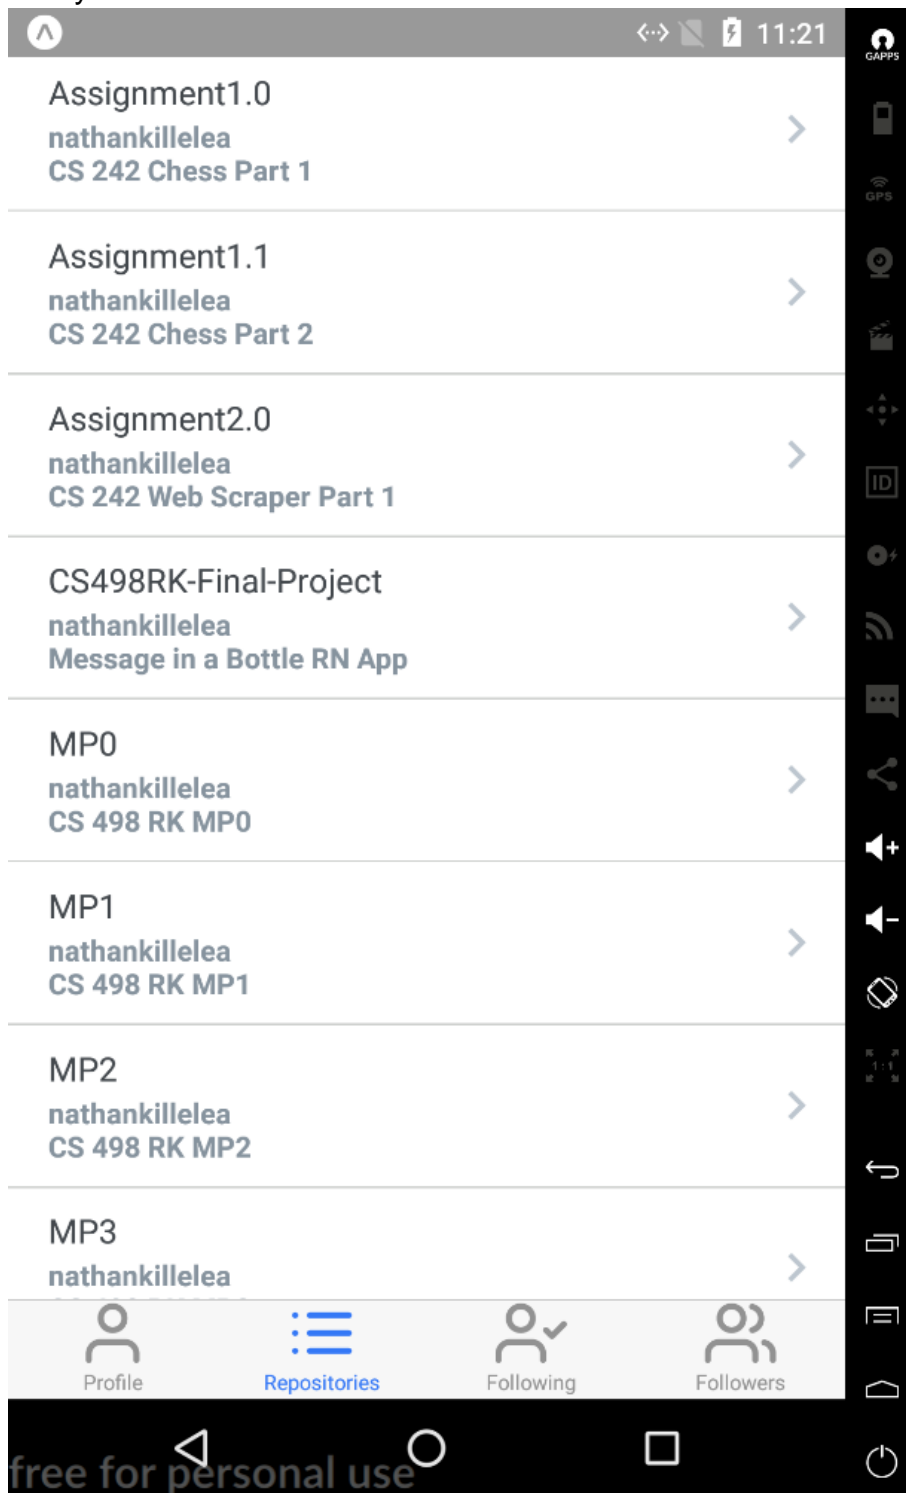 11:21
GAPPS
Assignment1.0
nathankillelea
CS 242 Chess Part 1
GPS
Assignment1.1
nathankillelea
CS 242 Chess Part 2
Assignment2.0
nathankillelea
CS 242 Web Scraper Part 1
ID
CS498RK-Final-Project
nathankillelea
Message in a Bottle RN App
MP0
nathankillelea
CS 498 RK MP0
MP1
nathankillelea
CS 498 RK MP1
1:1
MP2
nathankillelea
CS 498 RK MP2
MP3
nathankillelea
Profile
Repositories
Following
Followers
free for personal use